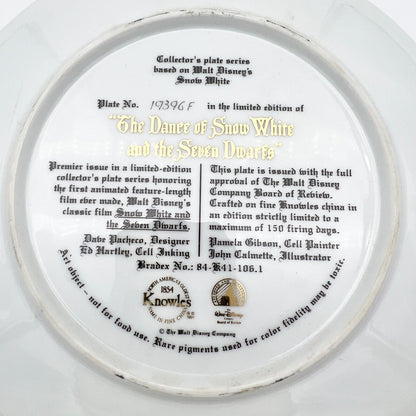 Collector's plate series
based on Walt Disney's
Snow White
Plate No. 19396F in the limited edition of
"The Dance of Snow White
and the Seven Dwarfs"
Premier issue in a limited-edition
collector's plate series honoring
the first animated feature-length
film ever made, Walt Disney's
classic film Snow White and
the Seven Dwarfs.
Dave Pacheco, Designer
Ed Hartley, Cell Inking
This plate is issued with the full
approval of The Walt Disney
Company Board of Review.
Crafted on fine Knowles china in
an edition strictly limited to a
maximum of 150 firing days.
Pamela Gibson, Cell Painter
John Calmette, Illustrator
Bradex No.: 84-K41-106.1
1854
Knowles
Walt Disney
Board of Review
© The Walt Disney Company
Art object - not for food use. Rare pigments used for color fidelity may be toxic.